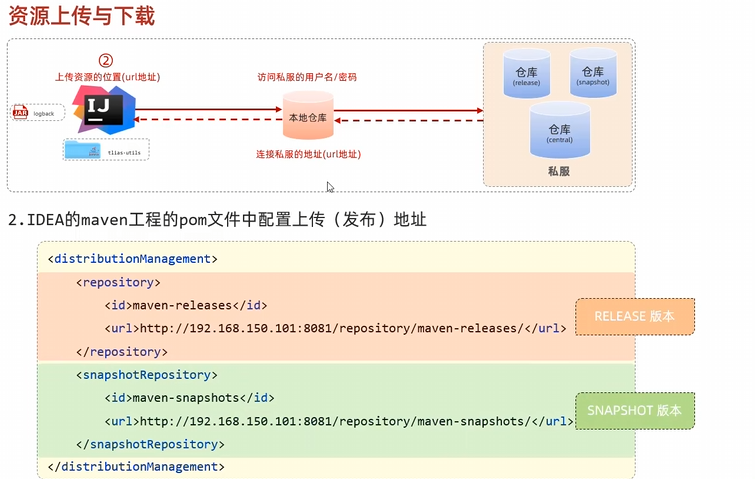 资源上传与下载
②
上传资源的位置(url地址)
访问私服的用户名/密码
仓库
(release)
仓库
(snapshot)
IJ
JAR
logback
本地仓库
仓库
(central)
tlias-utils
连接私服的地址(url地址)
私服
2.IDEA的maven工程的pom文件中配置上传（发布）地址
<distributionManagement>
<repository>
<id>maven-releases</id>
<url>http://192.168.150.101:8081/repository/maven-releases/</url>
</repository>
RELEASE 版本
<snapshotRepository>
<id>maven-snapshots</id>
<url>http://192.168.150.101:8081/repository/maven-snapshots/</url>
</snapshotRepository>
SNAPSHOT 版本
</distributionManagement>